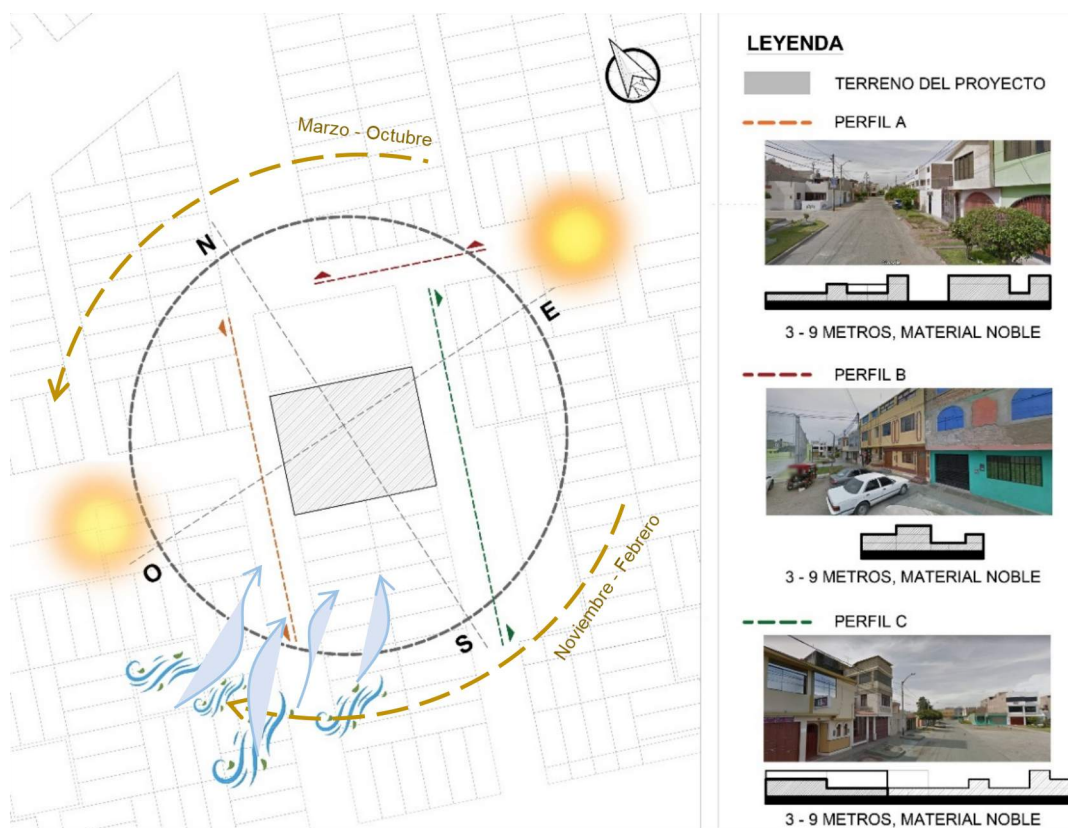 Marzo - Octubre
N
E
O
S
Noviembre - Febrero
N
LEYENDA
TERRENO DEL PROYECTO
PERFIL A
3 - 9 METROS, MATERIAL NOBLE
PERFIL B
3 - 9 METROS, MATERIAL NOBLE
PERFIL C
3 - 9 METROS, MATERIAL NOBLE